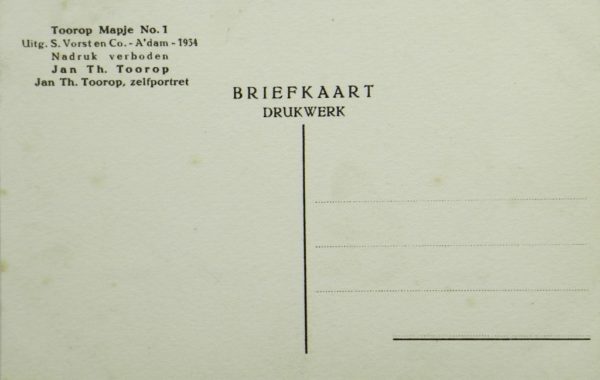 Toorop Mapje No. 1
Uitg. S. Vorst en Co. - A'dam - 1934
Nadruk verboden
Jan Th. Toorop
Jan Th. Toorop, zelfportret
BRIEFKAART
DRUKWERK